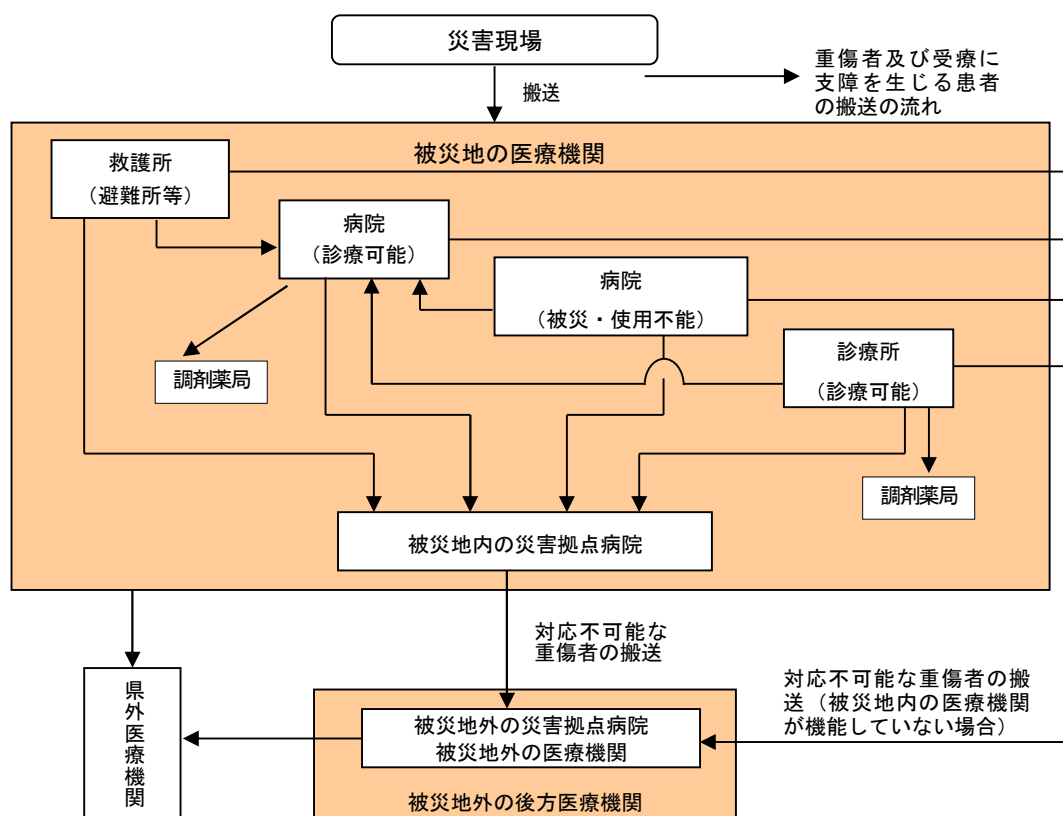 災害現場
搬送
重傷者及び受療に
支障を生じる患者
の搬送の流れ
被災地の医療機関
救護所
（避難所等）
病院
（診療可能）
病院
（被災・使用不能）
診療所
（診療可能）
調剤薬局
調剤薬局
被災地内の災害拠点病院
対応不可能な
重傷者の搬送
対応不可能な重傷者の搬
送（被災地内の医療機関
が機能していない場合）
県外医療機関
被災地外の災害拠点病院
被災地外の医療機関
被災地外の後方医療機関